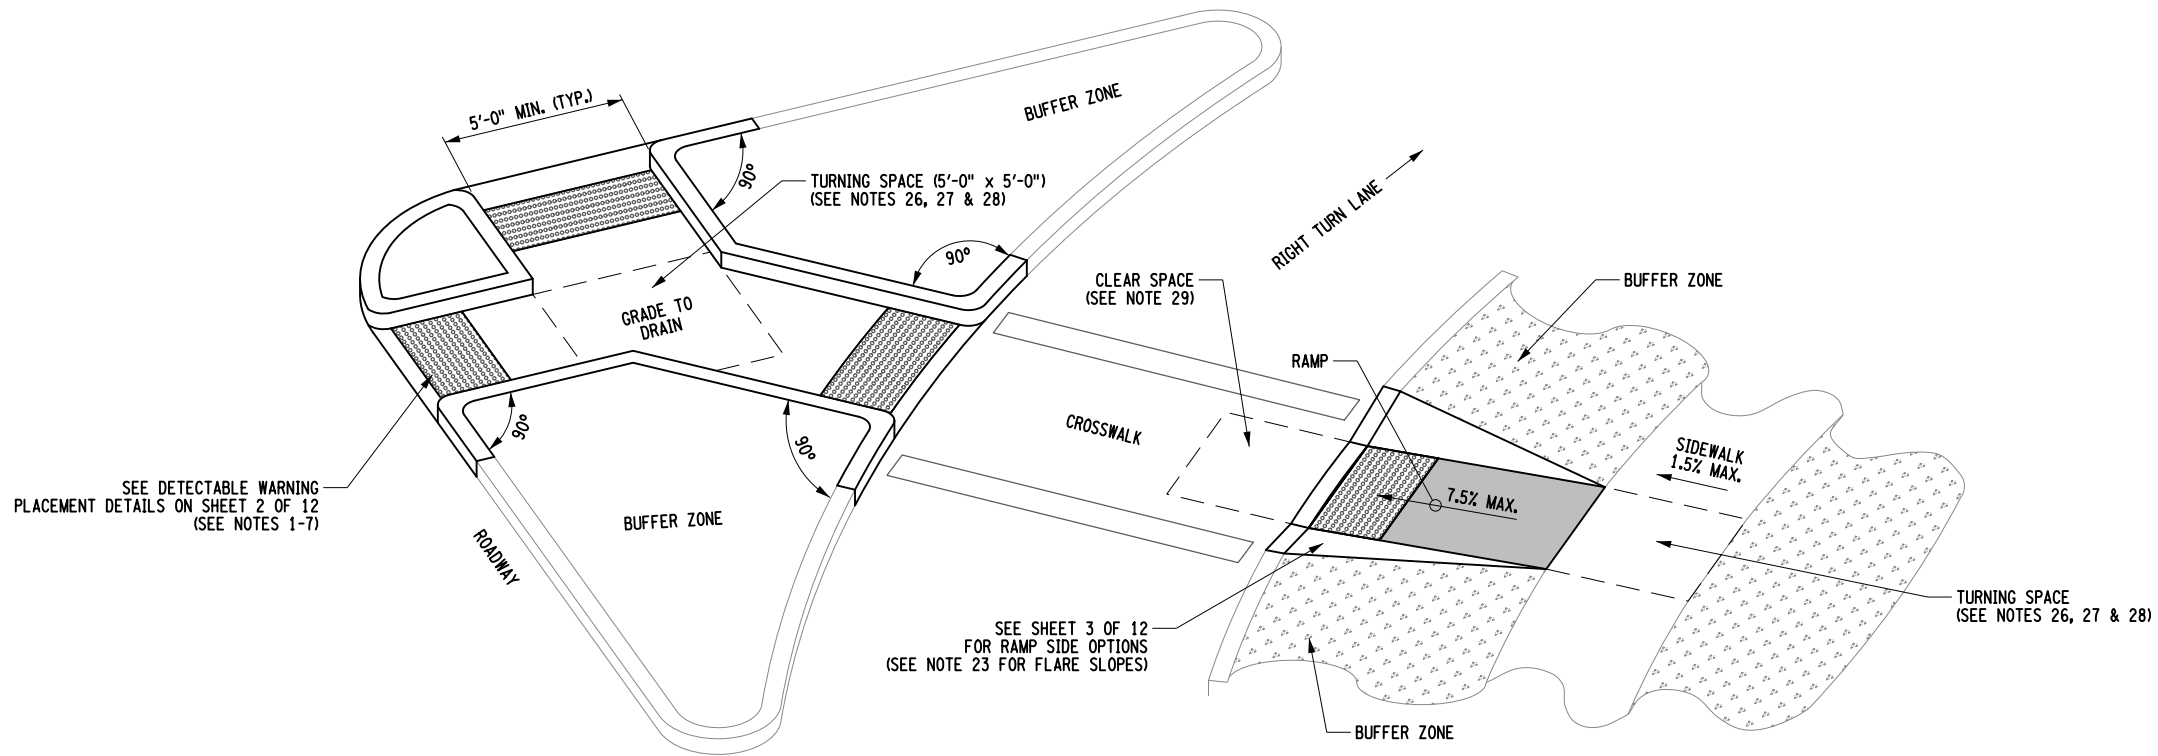 5'-0" MIN. (TYP.)
BUFFER ZONE
90°
TURNING SPACE (5'-0" x 5'-0")
(SEE NOTES 26, 27 & 28)
90°
RIGHT TURN LANE
CLEAR SPACE
(SEE NOTE 29)
BUFFER ZONE
GRADE TO
DRAIN
RAMP
90°
90°
CROSSWALK
SIDEWALK
1.5% MAX.
7.5% MAX.
SEE DETECTABLE WARNING
PLACEMENT DETAILS ON SHEET 2 OF 12
(SEE NOTES 1-7)
BUFFER ZONE
ROADWAY
TURNING SPACE
(SEE NOTES 26, 27 & 28)
SEE SHEET 3 OF 12
FOR RAMP SIDE OPTIONS
(SEE NOTE 23 FOR FLARE SLOPES)
BUFFER ZONE